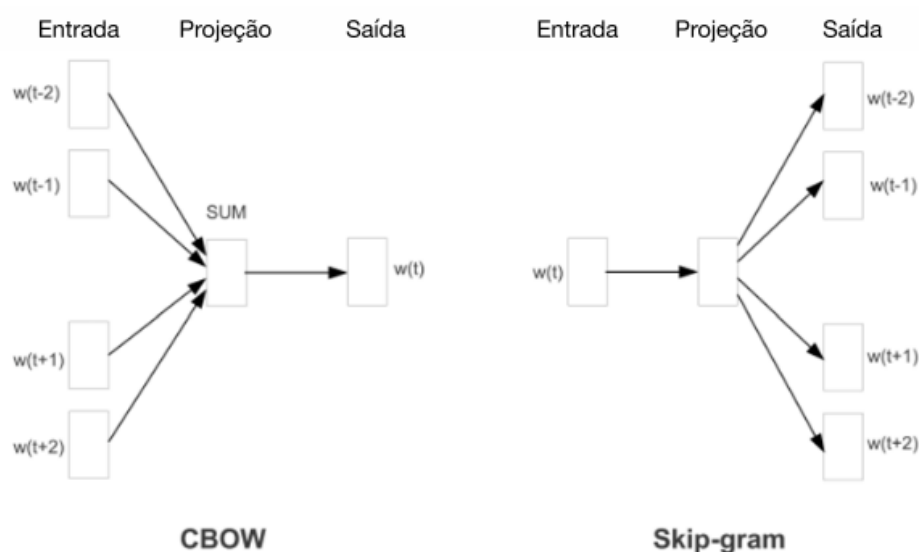 Entrada Projeção Saída
w(t-2)
w(t-1)
SUM
w(t)
w(t+1)
w(t+2)
CBOW
Entrada Projeção Saída
w(t-2)
w(t-1)
w(t)
w(t+1)
w(t+2)
Skip-gram